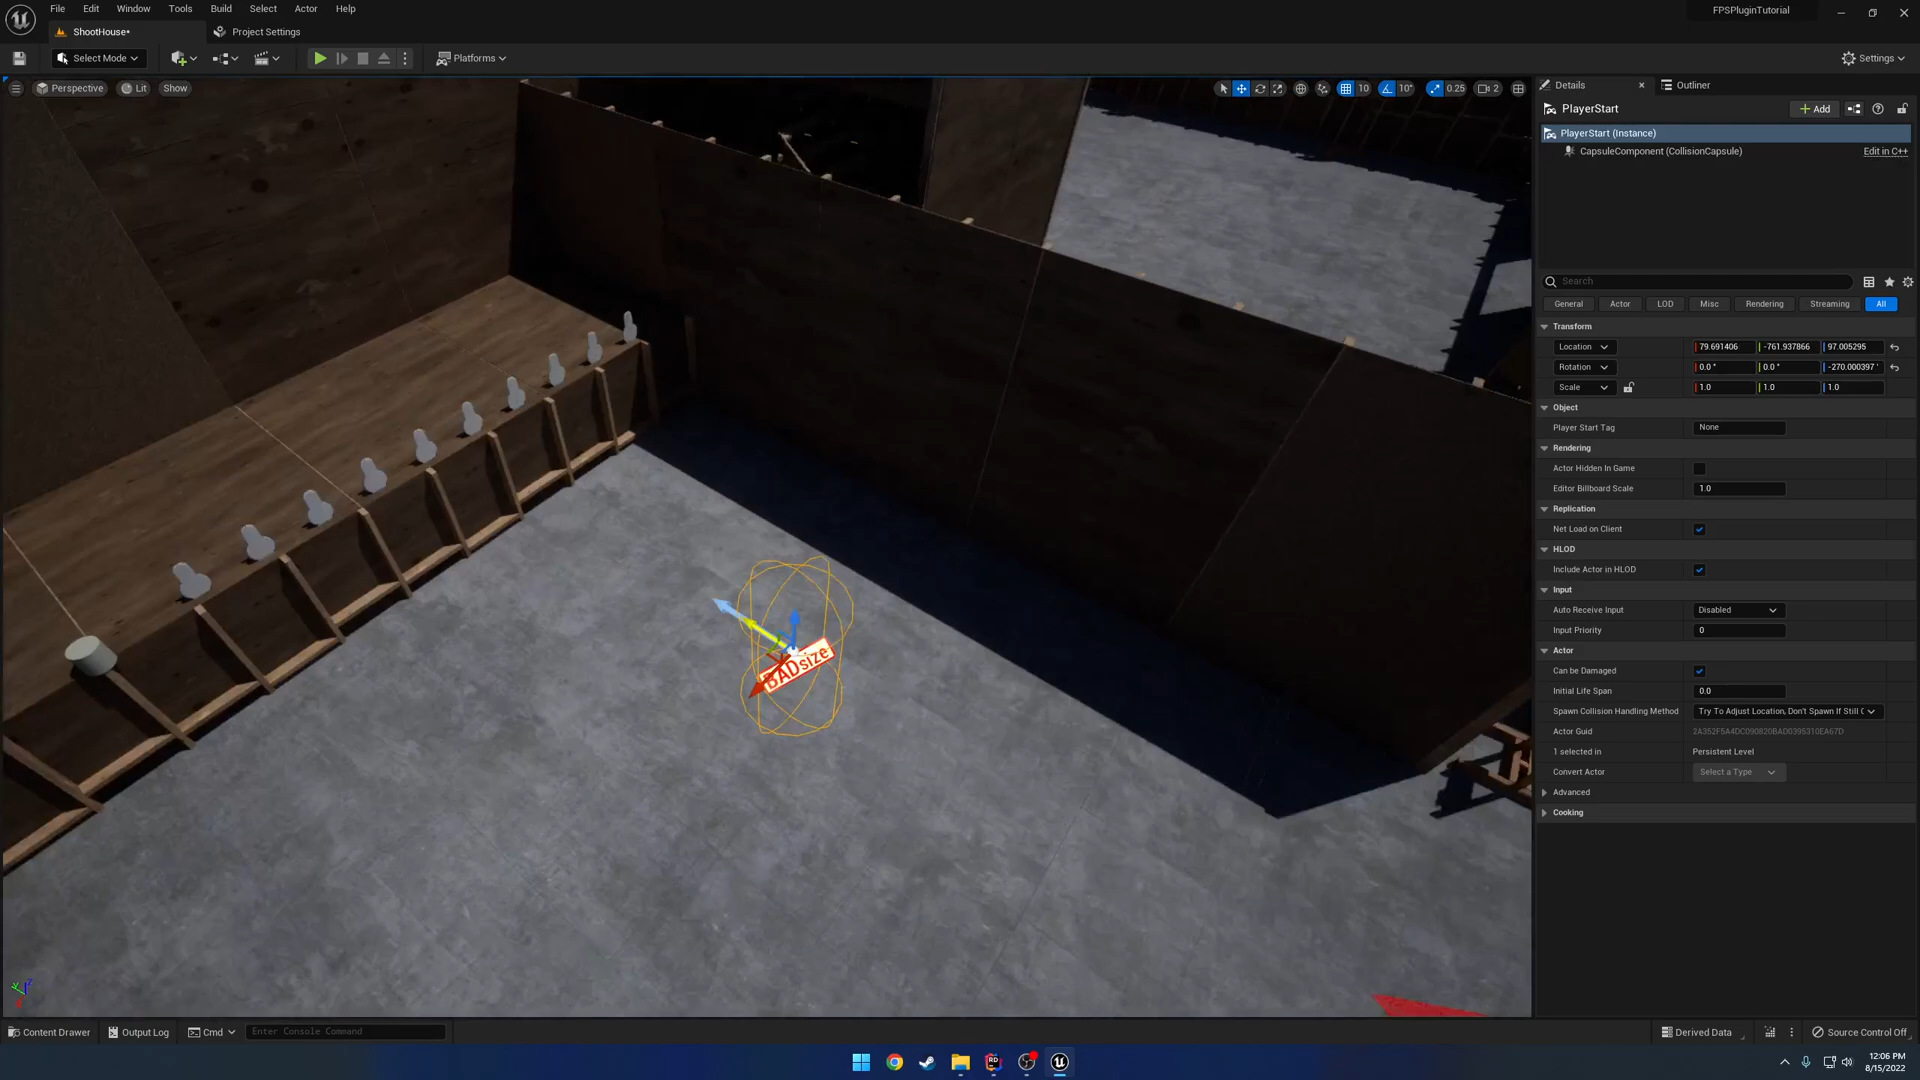 File Edit Window Tools Build Select Actor Help
FPSPluginTutorial
ShootHouse*
Project Settings
Select Mode
Platforms
Settings
Perspective
Lit
Show
10
10°
0.25
2
Details
Outliner
PlayerStart
Add
PlayerStart (Instance)
CapsuleComponent (CollisionCapsule)
Edit in C++
Search
General
Actor
LOD
Misc
Rendering
Streaming
All
Transform
Location 79.691406 -761.937866 97.005295
Rotation 0.0 ° 0.0 ° -270.000397 °
Scale 1.0 1.0 1.0
Object
Player Start Tag None
Rendering
Actor Hidden In Game
Editor Billboard Scale 1.0
Replication
Net Load on Client
HLOD
Include Actor in HLOD
Input
Auto Receive Input Disabled
Input Priority 0
Actor
Can be Damaged
Initial Life Span 0.0
Spawn Collision Handling Method Try To Adjust Location, Don't Spawn If Still
Actor Guid 2A352F5A4DC090820BAD0395310EA67D
1 selected in Persistent Level
Convert Actor Select a Type
Advanced
Cooking
BADsize
Content Drawer
Output Log
Cmd
Enter Console Command
Derived Data
Source Control Off
12:06 PM
8/15/2022